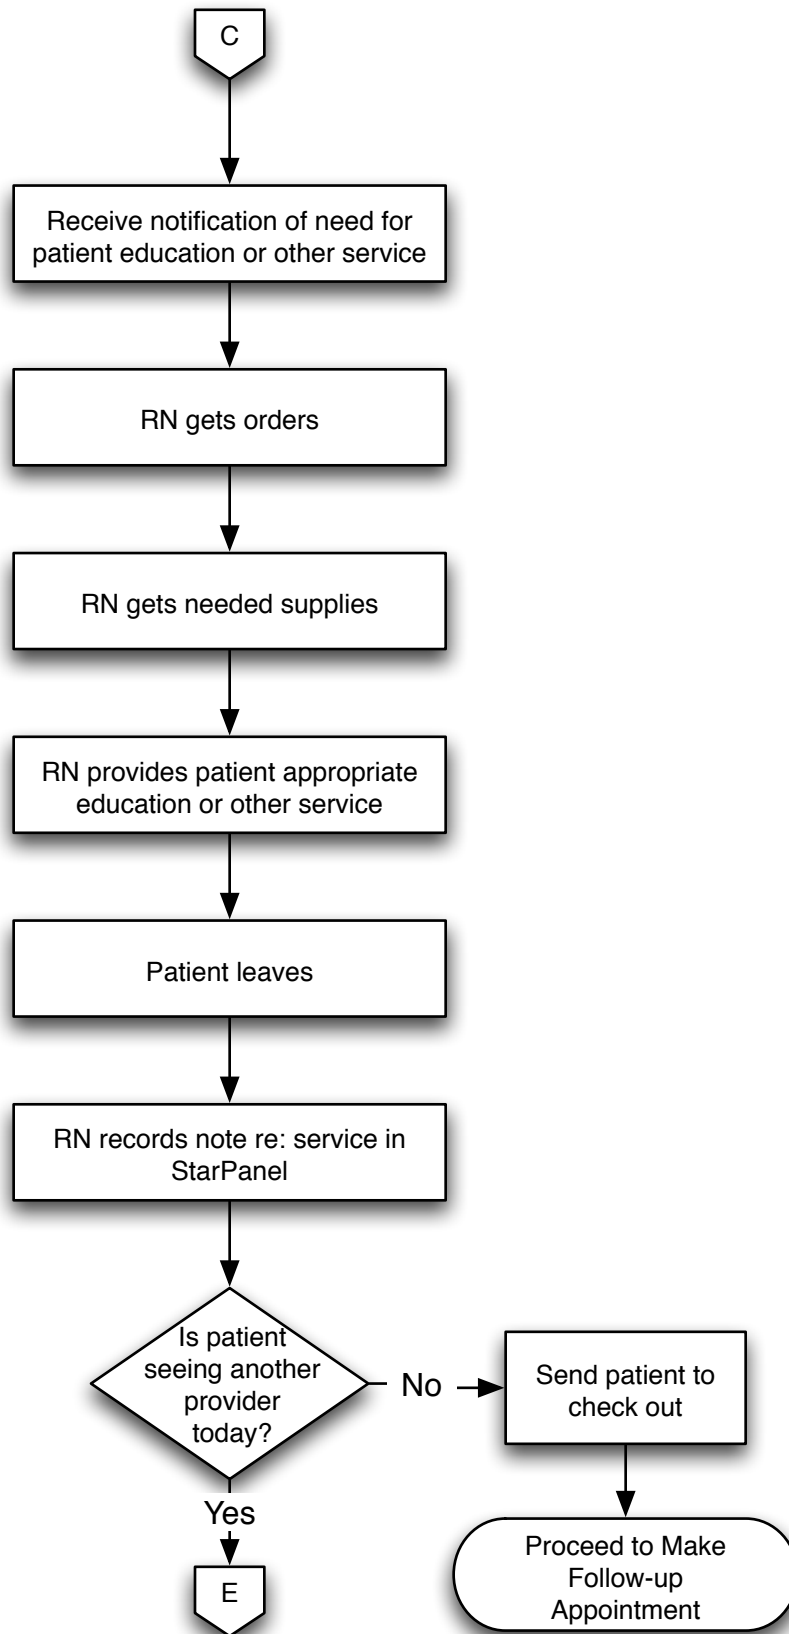 C
Receive notification of need for
patient education or other service
RN gets orders
RN gets needed supplies
RN provides patient appropriate
education or other service
Patient leaves
RN records note re: service in
StarPanel
Is patient
seeing another
provider
today?
No
Send patient to
check out
Yes
Proceed to Make
Follow-up
Appointment
E